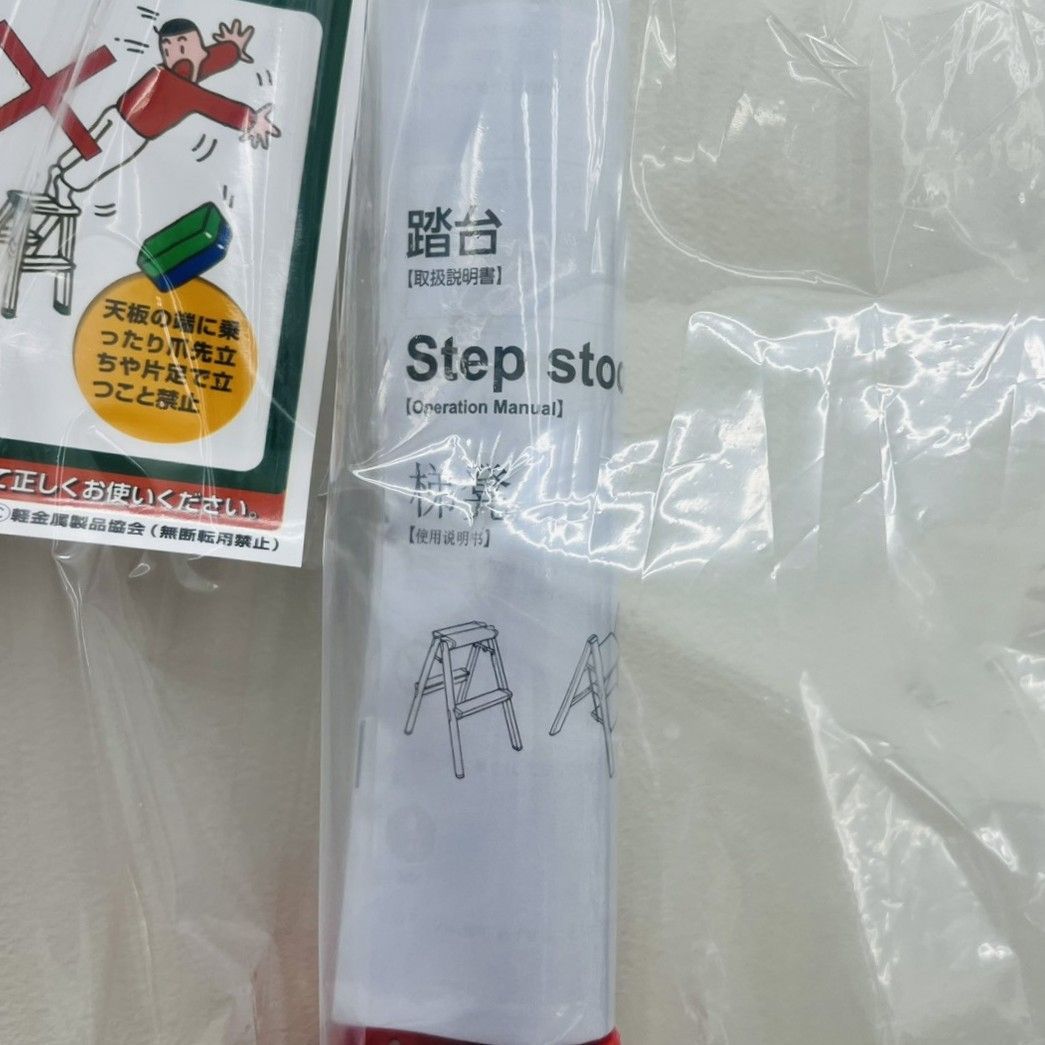 天板の端に乗
ったり爪先立
ちや片足で立
つこと禁止
て正しくお使いください。
©軽金属製品協会(無断転用禁止)
踏台
【取扱説明書】
Step stoo
【Operation Manual】
梯凳
【使用说明书】